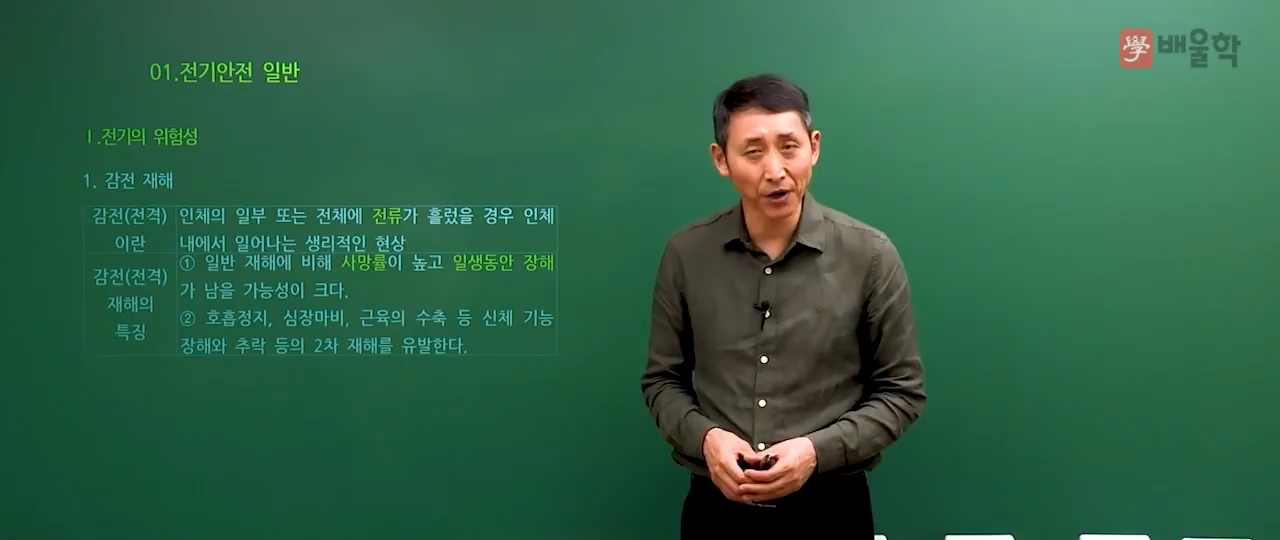 學 배울학
01.전기안전 일반
Ⅰ.전기의 위험성
1. 감전 재해
감전(전격)
이란
인체의 일부 또는 전체에 전류가 흘렀을 경우 인체
내에서 일어나는 생리적인 현상
감전(전격)
재해의
특징
① 일반 재해에 비해 사망률이 높고 일생동안 장해
가 남을 가능성이 크다.
② 호흡정지, 심장마비, 근육의 수축 등 신체 기능
장해와 추락 등의 2차 재해를 유발한다.